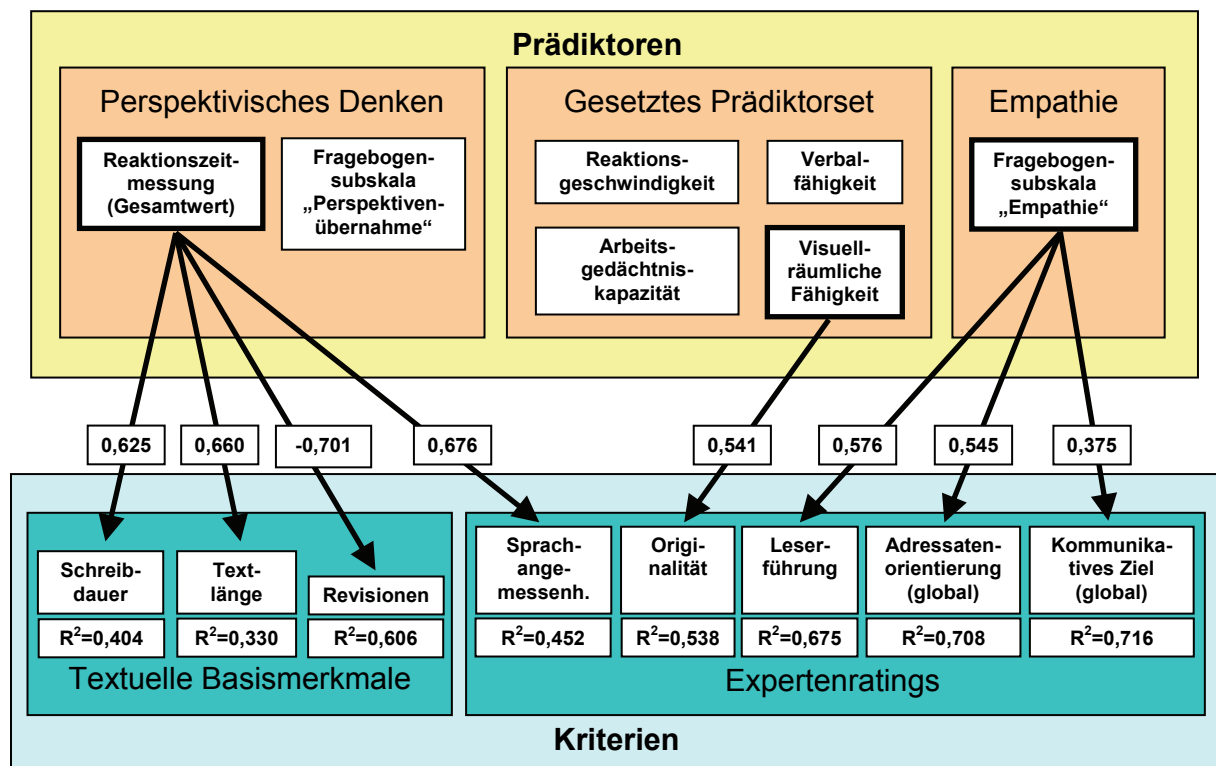 Prädiktoren
Perspektivisches Denken
Reaktionszeit-
messung
(Gesamtwert)
Fragebogen-
subskala
„Perspektiven-
übernahme“
Gesetztes Prädiktorset
Reaktions-
geschwindigkeit
Verbal-
fähigkeit
Arbeits-
gedächtnis-
kapazität
Visuell-
räumliche
Fähigkeit
Empathie
Fragebogen-
subskala
„Empathie“
0,625
0,660
-0,701
0,676
0,541
0,576
0,545
0,375
Schreib-
dauer
R²=0,404
Text-
länge
R²=0,330
Revisionen
R²=0,606
Textuelle Basismerkmale
Sprach-
ange-
messenh.
R²=0,452
Origi-
nalität
R²=0,538
Leser-
führung
R²=0,675
Adressaten-
orientierung
(global)
R²=0,708
Kommunika-
tives Ziel
(global)
R²=0,716
Expertenratings
Kriterien